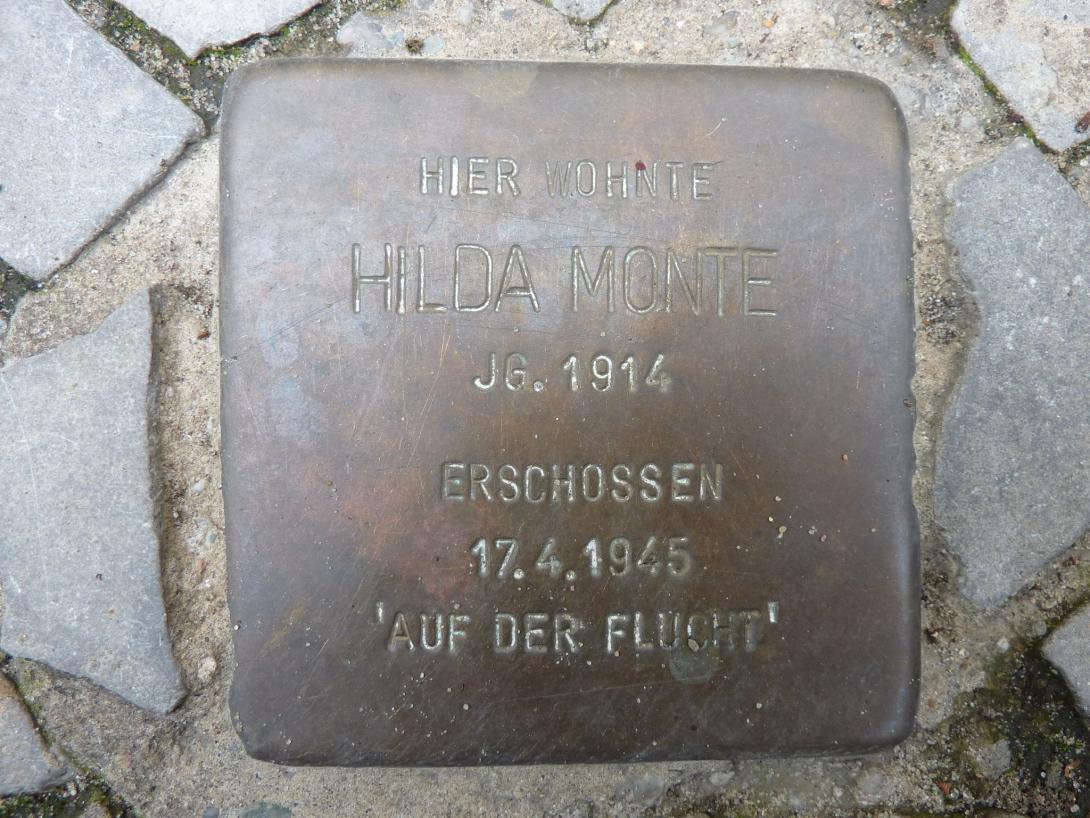 HIER WOHNTE
HILDA MONTE
JG. 1914
ERSCHOSSEN
17.4.1945
'AUF DER FLUCHT'